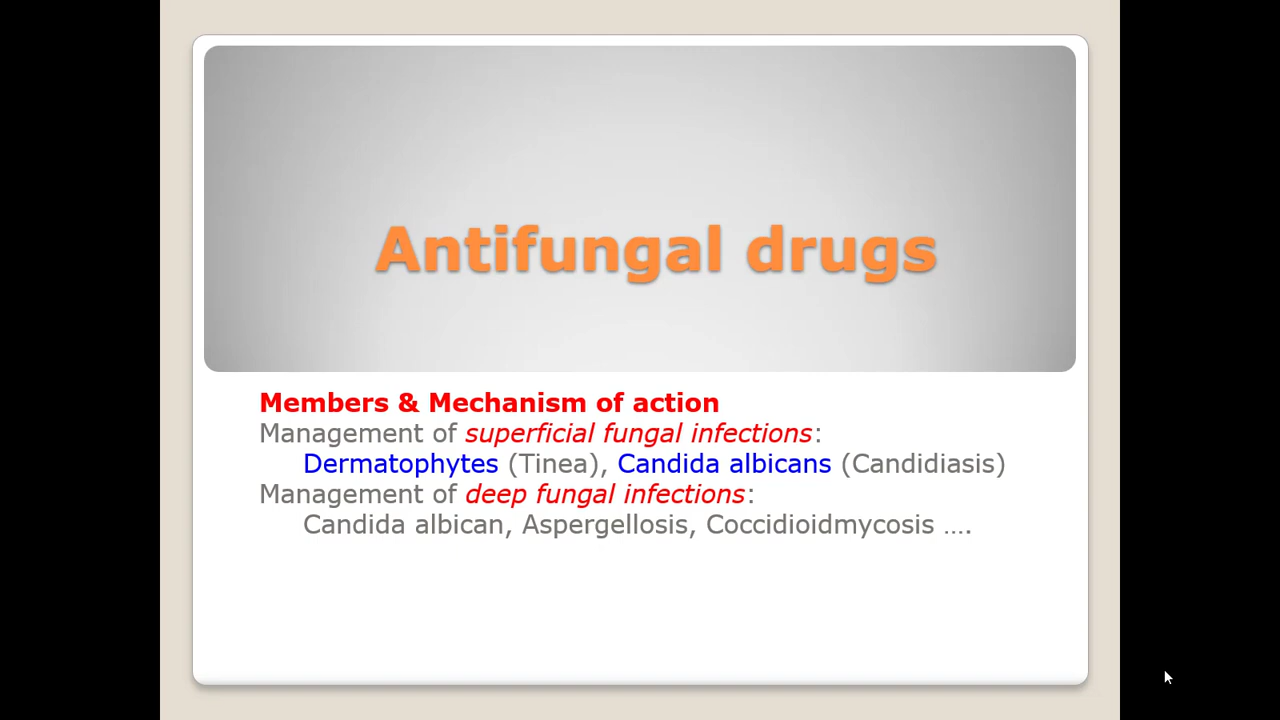 Antifungal drugs
Members & Mechanism of action
Management of superficial fungal infections:
Dermatophytes (Tinea), Candida albicans (Candidiasis)
Management of deep fungal infections:
Candida albican, Aspergellosis, Coccidioidmycosis ....